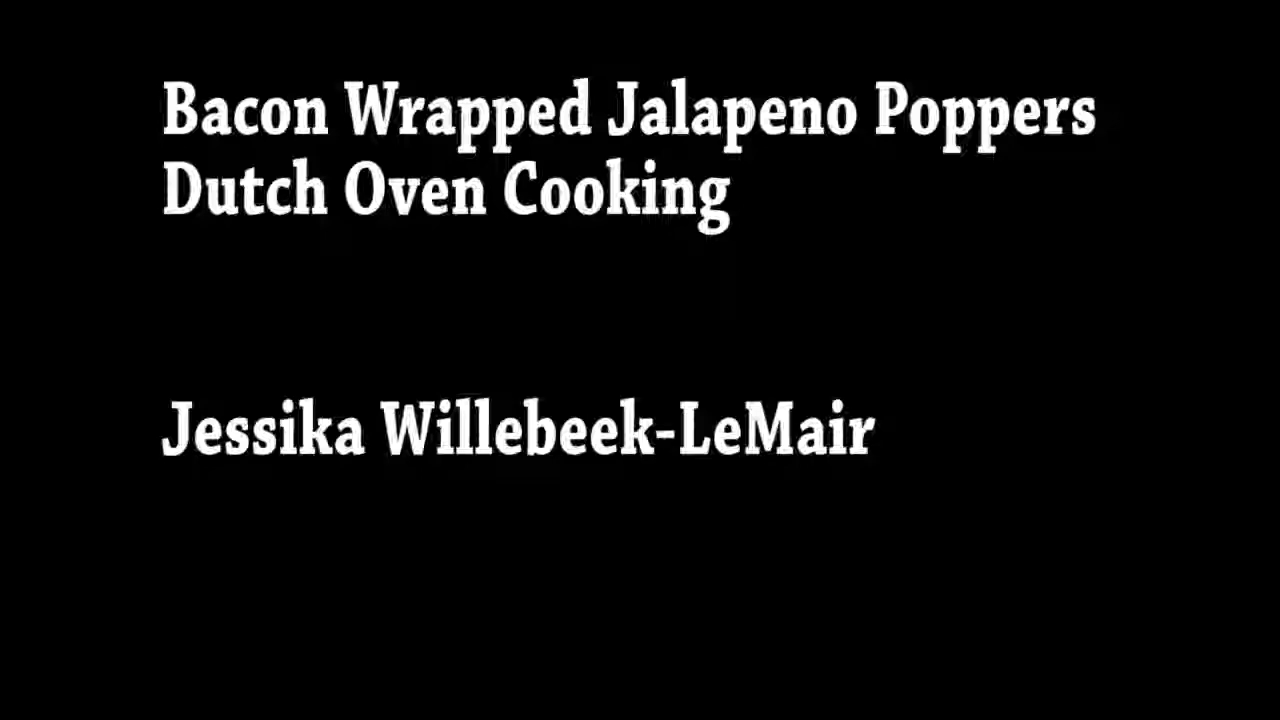 Bacon Wrapped Jalapeno Poppers
Dutch Oven Cooking
Jessika Willebeek-LeMair